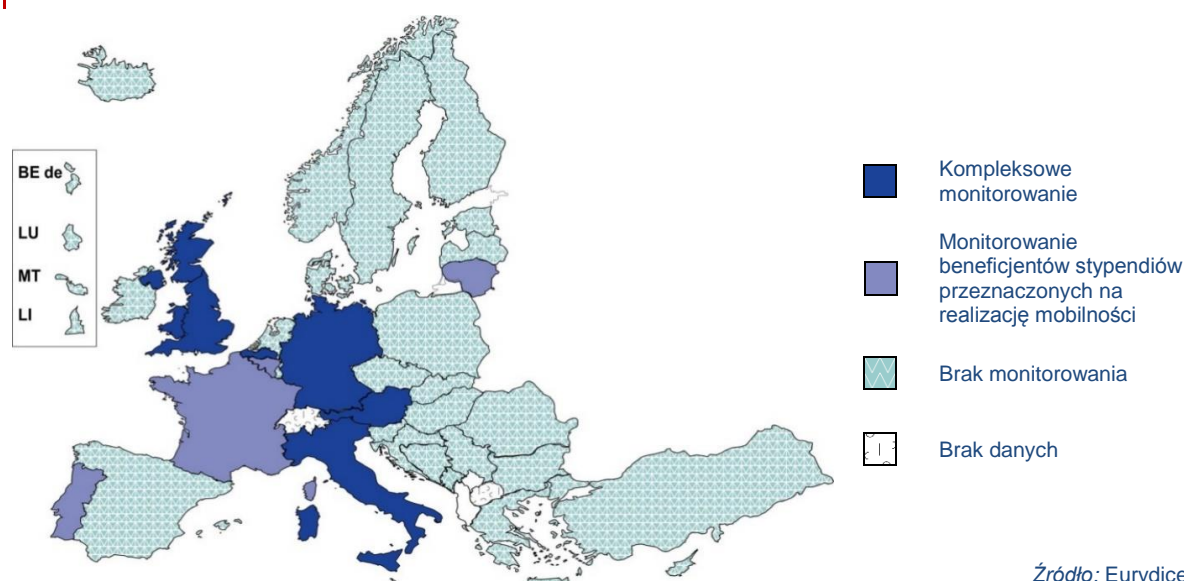 BE de
LU
MT
LI
Kompleksowe
monitorowanie
Monitorowanie
beneficjentów stypendiów
przeznaczonych na
realizację mobilności
Brak monitorowania
Brak danych
Źródło: Eurydice